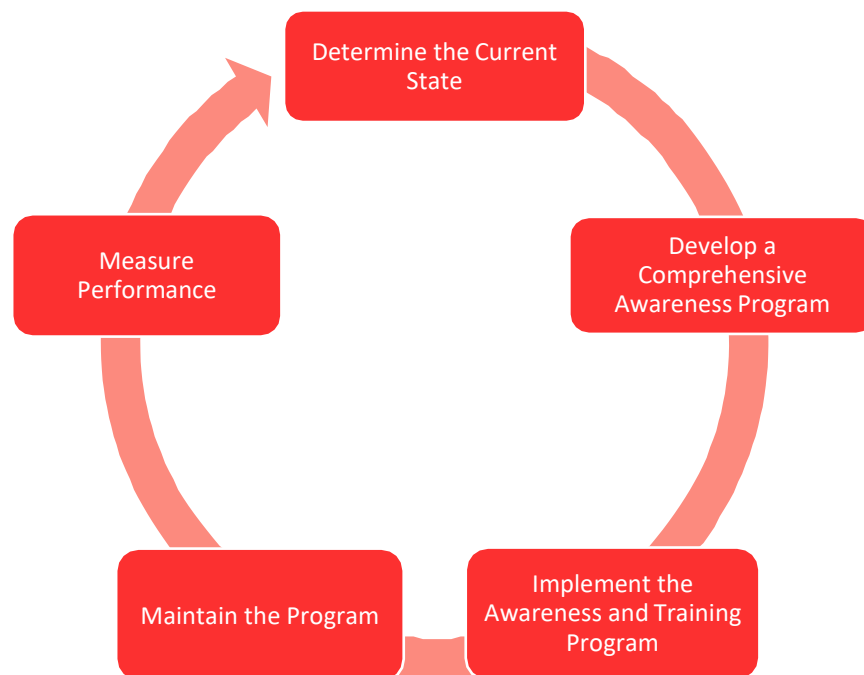 Determine the Current
State
Develop a
Comprehensive
Awareness Program
Implement the
Awareness and Training
Program
Maintain the Program
Measure
Performance